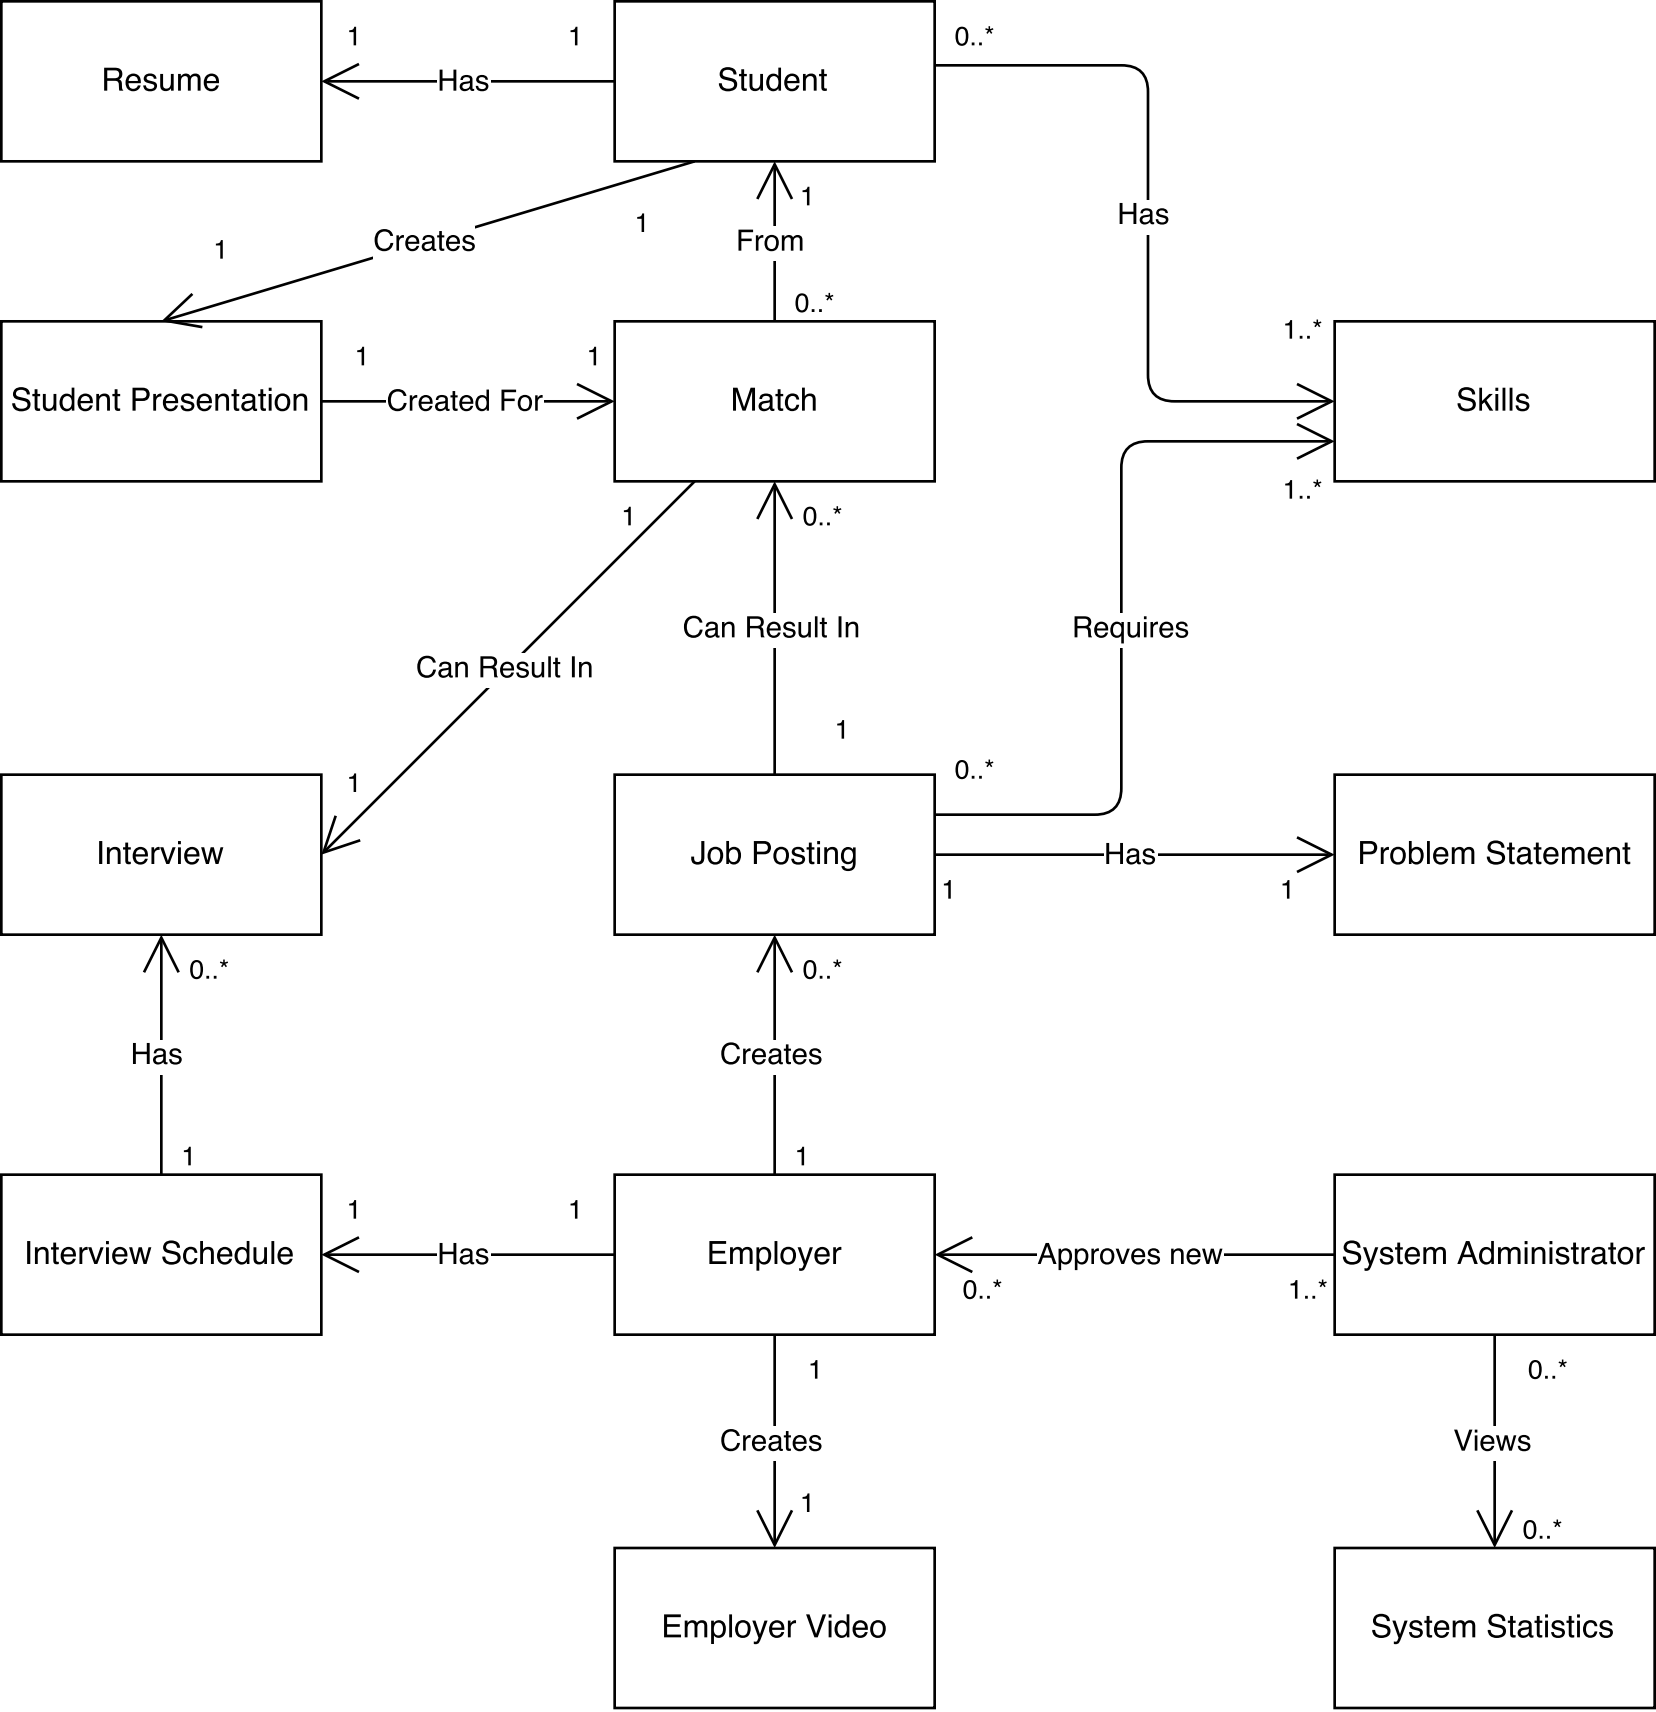 1
1
0..*
Resume
Has
Student
1
Has
1
Creates
From
1
0..*
1..*
1
1
Student Presentation
Created For
Match
Skills
1..*
1
0..*
Can Result In
Requires
Can Result In
1
0..*
1
Interview
Job Posting
Has
Problem Statement
1
1
0..*
0..*
Has
Creates
1
1
1
1
Interview Schedule
Has
Employer
Approves new
System Administrator
0..*
1..*
1
0..*
Creates
Views
1
0..*
Employer Video
System Statistics